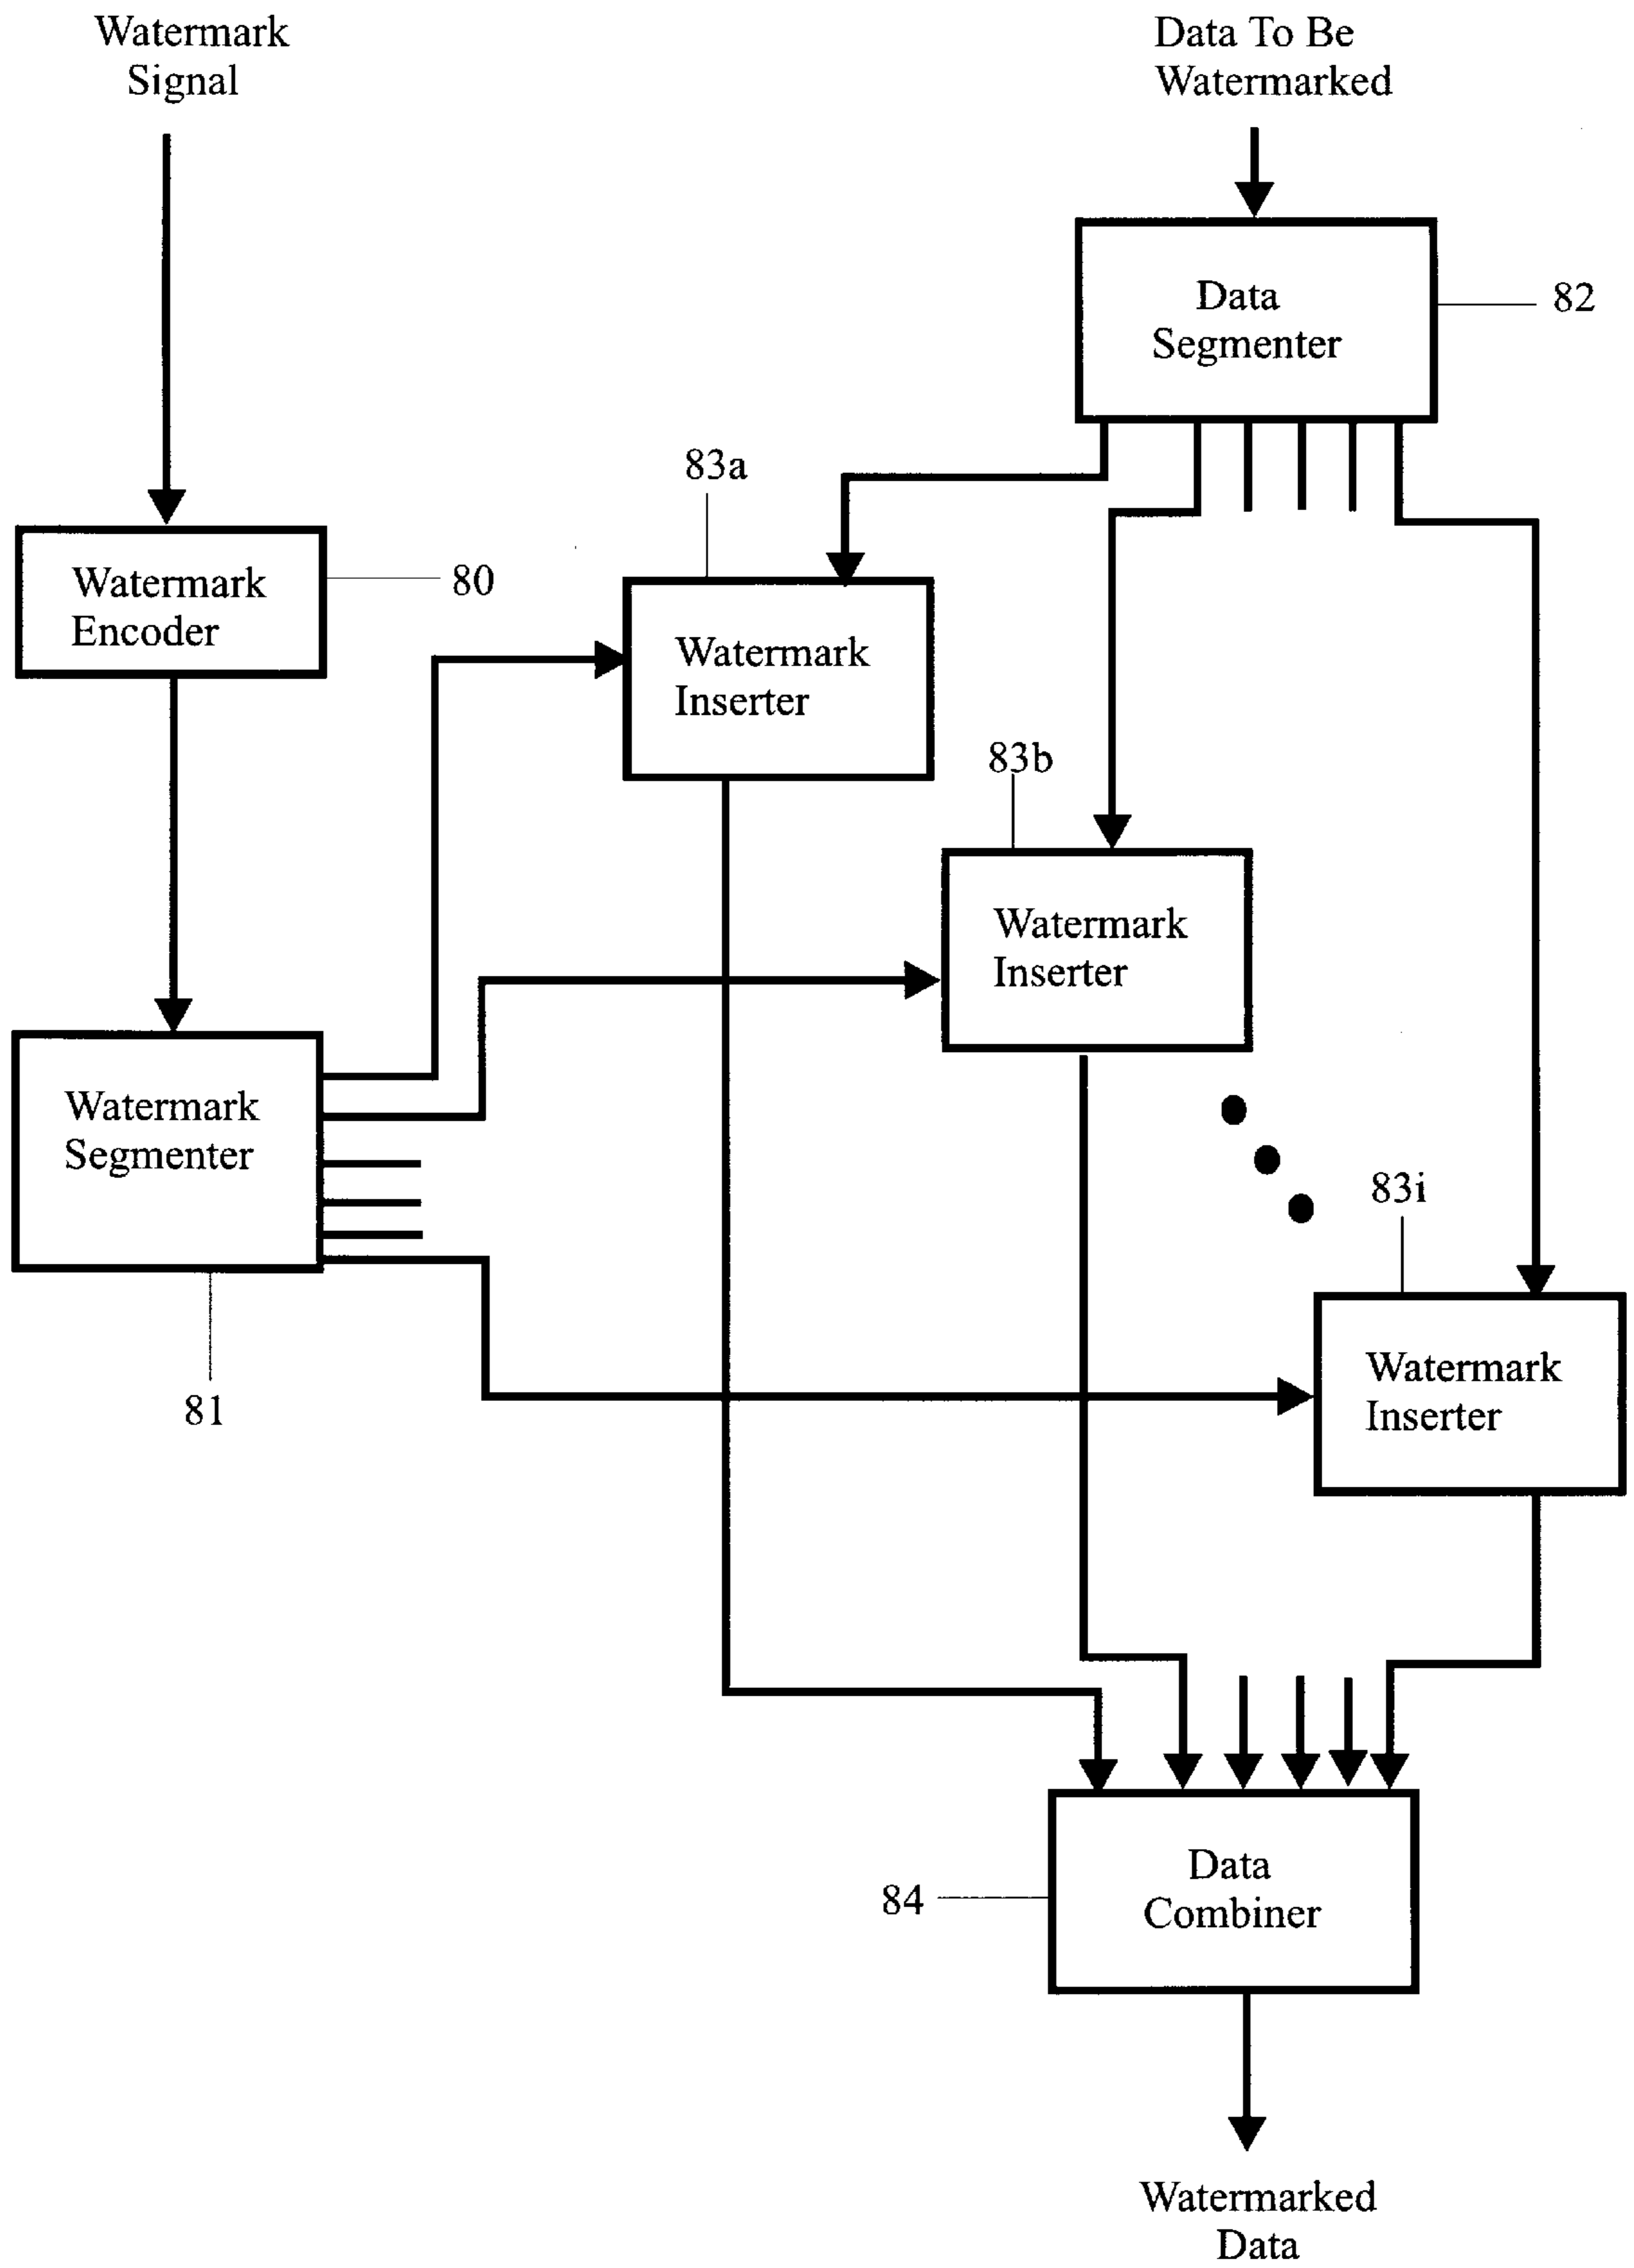 Watermark
Signal
Data To Be
Watermarked
Data
Segmenter
82
83a
Watermark
Encoder
80
Watermark
Inserter
83b
Watermark
Inserter
Watermark
Segmenter
83i
81
Watermark
Inserter
Data
Combiner
84
Watermarked
Data